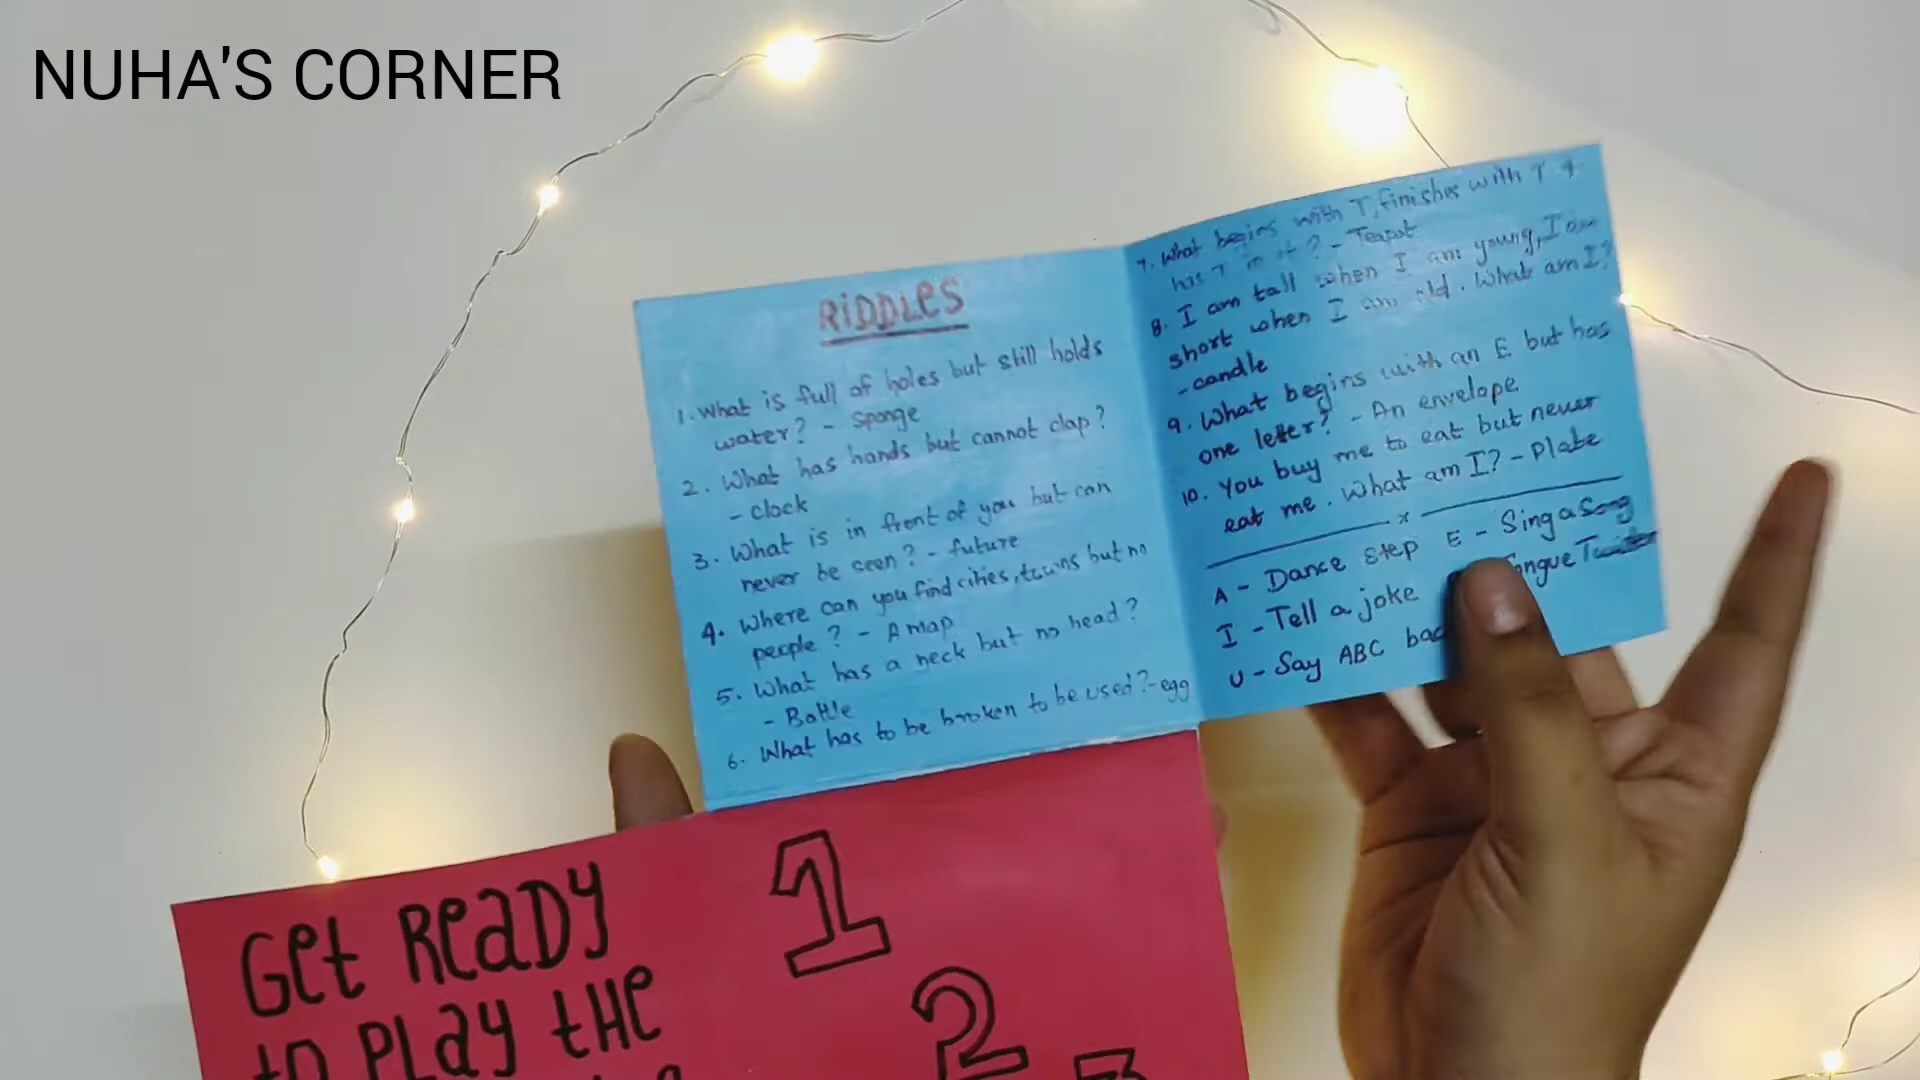 NUHA'S CORNER
RIDDLES
1. What is full of holes but still holds
water? - Sponge
2. What has hands but cannot clap?
- clock
3. What is in front of you but can
never be seen? - future
4. Where can you find cities, towns but no
people? - A map
5. What has a neck but no head?
- Bottle
6. What has to be broken to be used? - egg
7. What begins with T, finishes with T &
has T in it? - Teapot
8. I am tall when I am young, I am
short when I am old. What am I?
- candle
9. What begins with an E but has
one letter? - An envelope
10. You buy me to eat but never
eat me. What am I? - Plate
x
A - Dance step E - Sing a song
I - Tell a joke
U - Say ABC
GET READY
TO PLAY THE
1
2
3